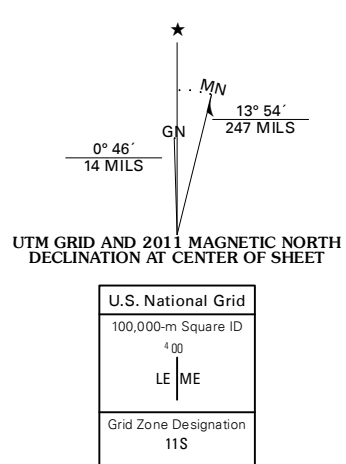 ★
MN
13° 54´
247 MILS
GN
0° 46´
14 MILS
UTM GRID AND 2011 MAGNETIC NORTH
DECLINATION AT CENTER OF SHEET
U.S. National Grid
100,000-m Square ID
4 00
LE ME
Grid Zone Designation
11S